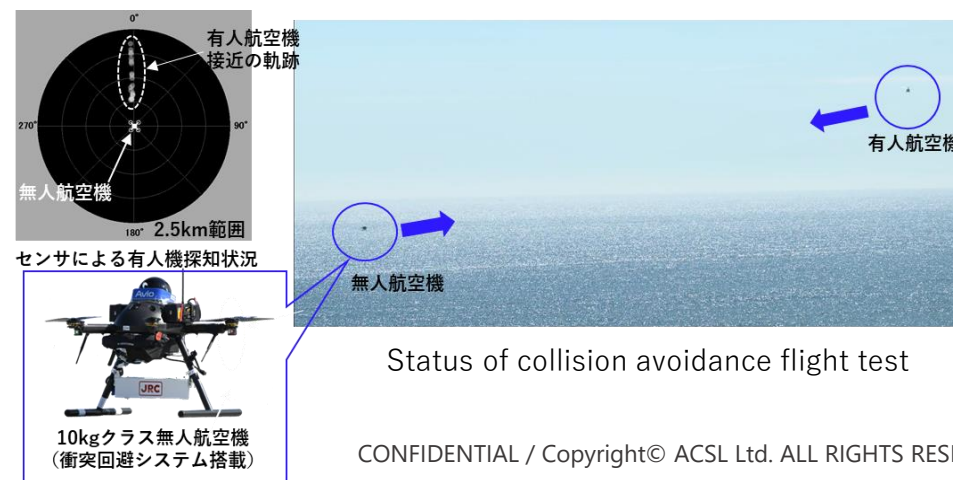 0°
有人航空機
接近の軌跡
270°
90°
無人航空機
180° 2.5km範囲
センサによる有人機探知状況
Avio
JRC
10kgクラス無人航空機
（衝突回避システム搭載）
有人航空機
無人航空機
Status of collision avoidance flight test
CONFIDENTIAL / Copyright© ACSL Ltd. ALL RIGHTS RESE